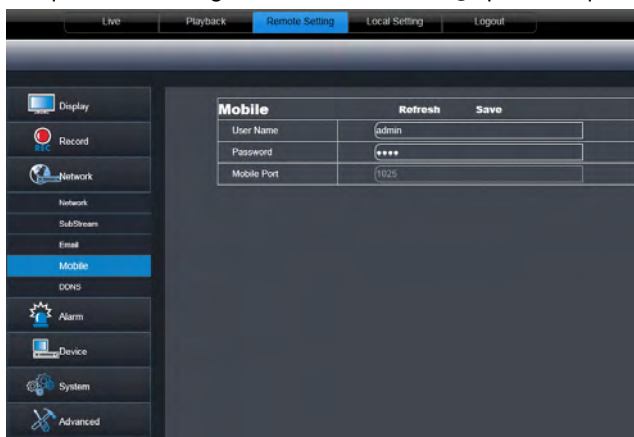 Live Playback Remote Setting Local Setting Logout
Display
Record
REC
Network
Network
SubStream
Email
Mobile
DDNS
Alarm
Device
System
Advanced
Mobile Refresh Save
User Name admin
Password ••••
Mobile Port 1025